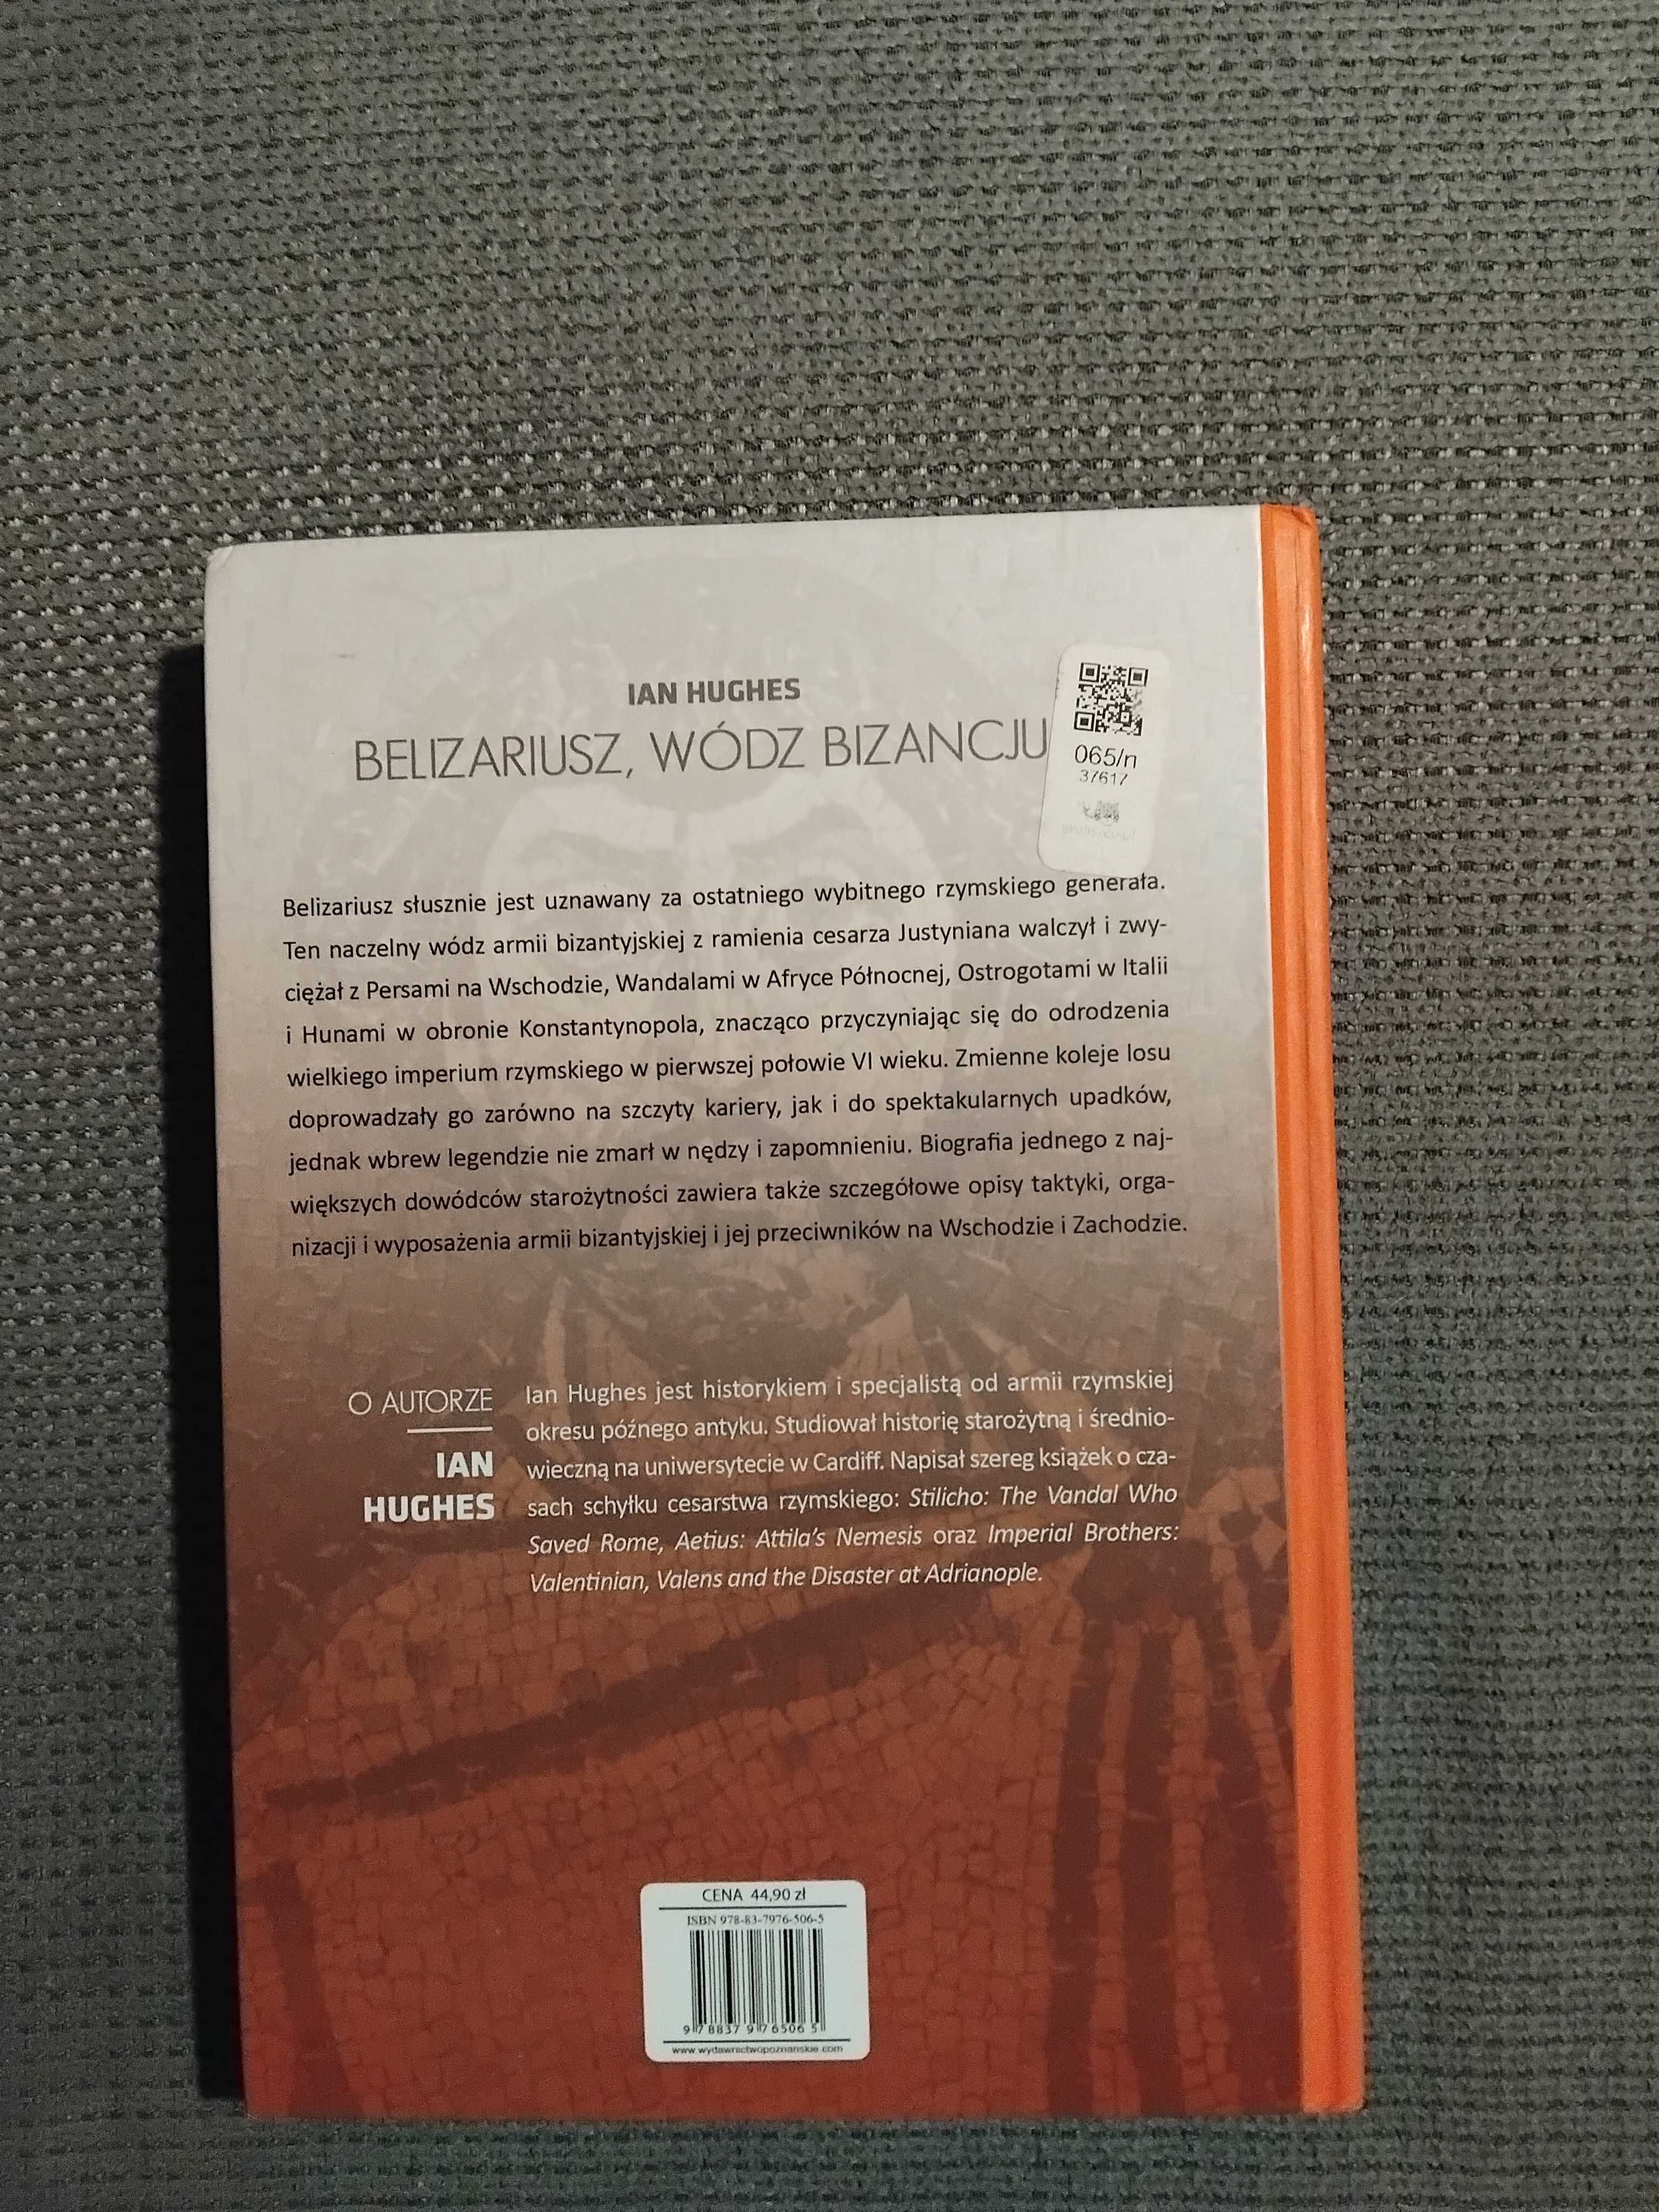 IAN HUGHES
BELIZARIUSZ, WÓDZ BIZANCJU
065/n
37617
Belizariusz słusznie jest uznawany za ostatniego wybitnego rzymskiego generała.
Ten naczelny wódz armii bizantyjskiej z ramienia cesarza Justyniana walczył i zwy-
ciężał z Persami na Wschodzie, Wandalami w Afryce Północnej, Ostrogotami w Italii
i Hunami w obronie Konstantynopola, znacząco przyczyniając się do odrodzenia
wielkiego imperium rzymskiego w pierwszej połowie VI wieku. Zmienne koleje losu
doprowadzały go zarówno na szczyty kariery, jak i do spektakularnych upadków,
jednak wbrew legendzie nie zmarł w nędzy i zapomnieniu. Biografia jednego z naj-
większych dowódców starożytności zawiera także szczegółowe opisy taktyki, orga-
nizacji i wyposażenia armii bizantyjskiej i jej przeciwników na Wschodzie i Zachodzie.
O AUTORZE
IAN
HUGHES
Ian Hughes jest historykiem i specjalistą od armii rzymskiej
okresu późnego antyku. Studiował historię starożytną i średnio-
wieczną na uniwersytecie w Cardiff. Napisał szereg książek o cza-
sach schyłku cesarstwa rzymskiego: Stilicho: The Vandal Who
Saved Rome, Aetius: Attila's Nemesis oraz Imperial Brothers:
Valentinian, Valens and the Disaster at Adrianople.
CENA 44,90 zł
ISBN 978-83-7976-506-5
9 788379 765065
www.wydawnictwopoznanskie.com